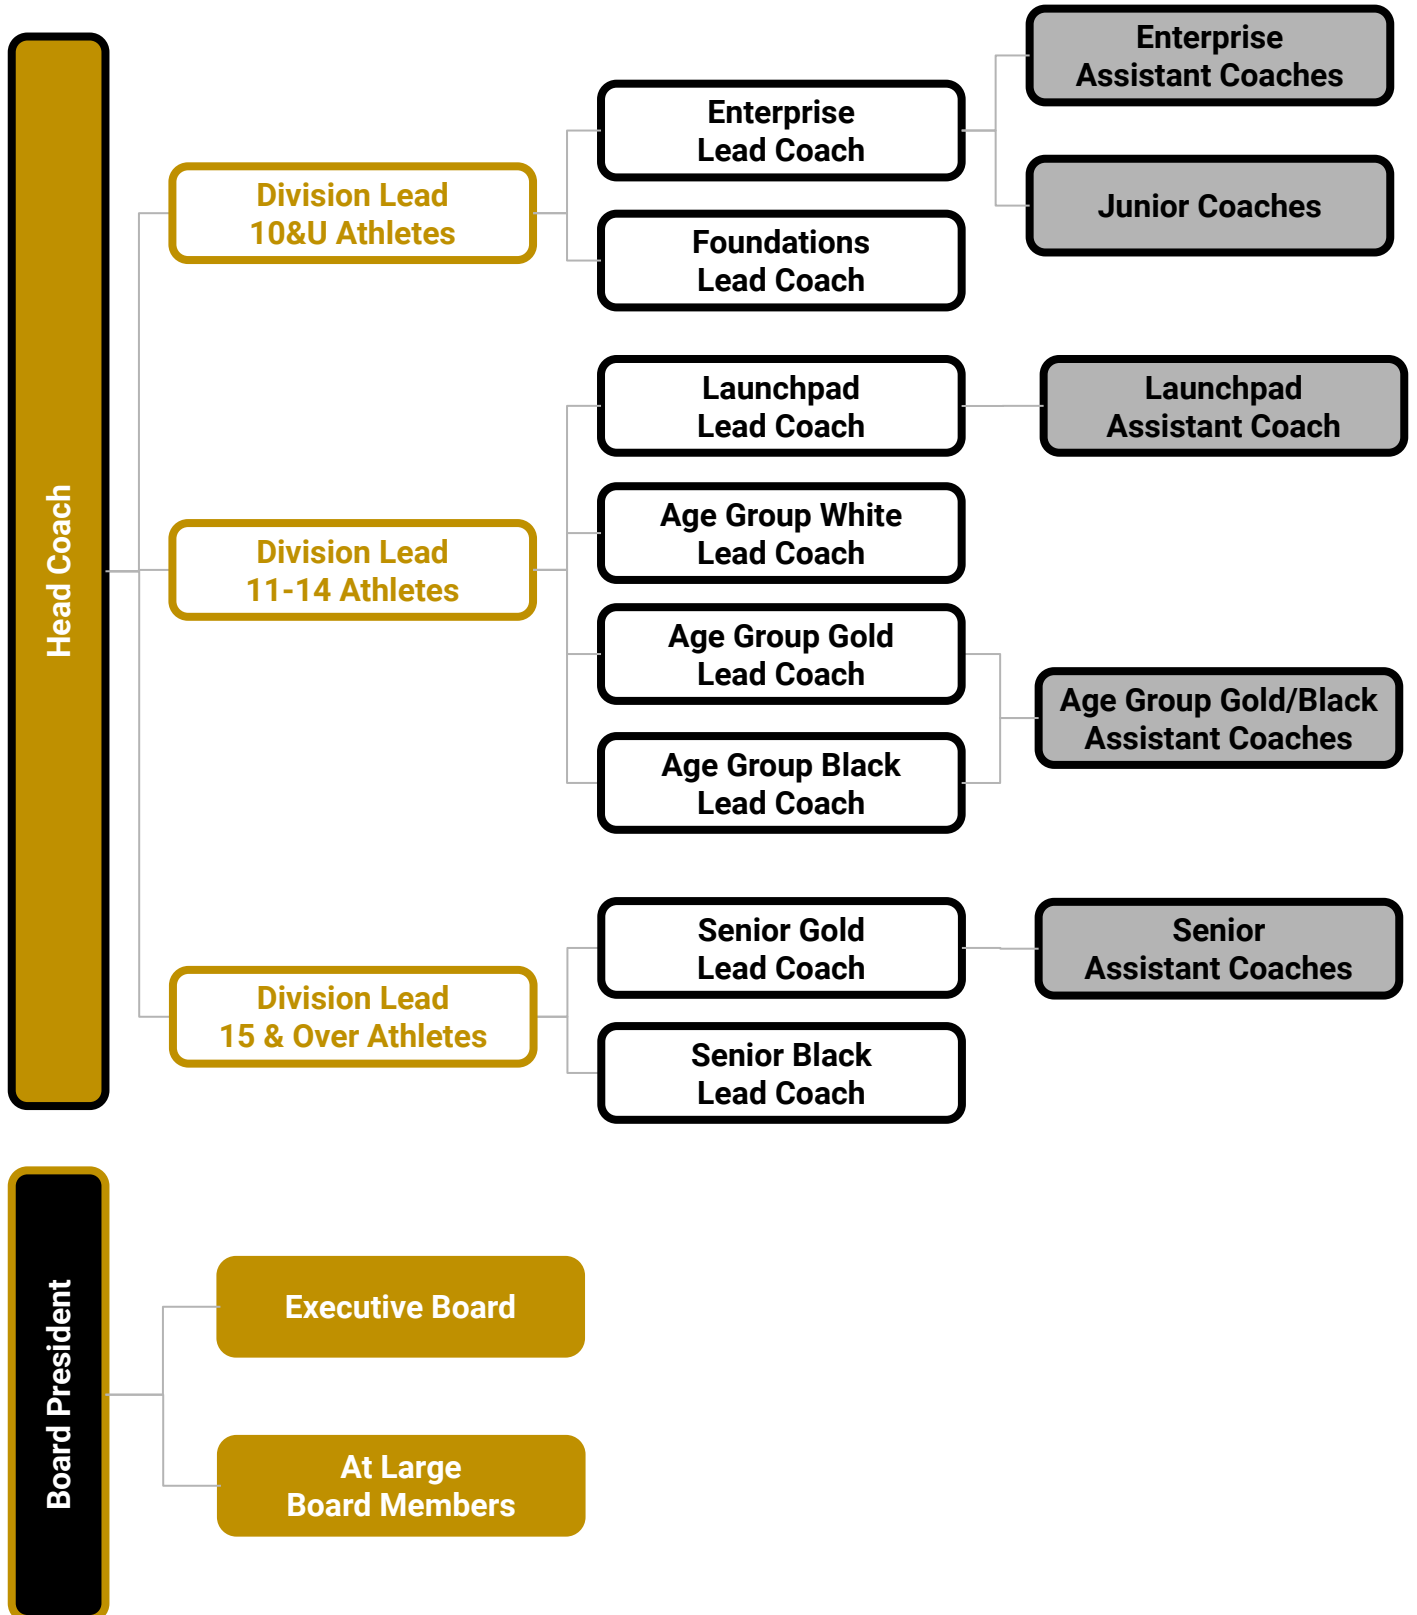 Head Coach
Division Lead
10&U Athletes
Enterprise
Lead Coach
Enterprise
Assistant Coaches
Junior Coaches
Foundations
Lead Coach
Division Lead
11-14 Athletes
Launchpad
Lead Coach
Launchpad
Assistant Coach
Age Group White
Lead Coach
Age Group Gold
Lead Coach
Age Group Black
Lead Coach
Age Group Gold/Black
Assistant Coaches
Division Lead
15 & Over Athletes
Senior Gold
Lead Coach
Senior
Assistant Coaches
Senior Black
Lead Coach
Board President
Executive Board
At Large
Board Members